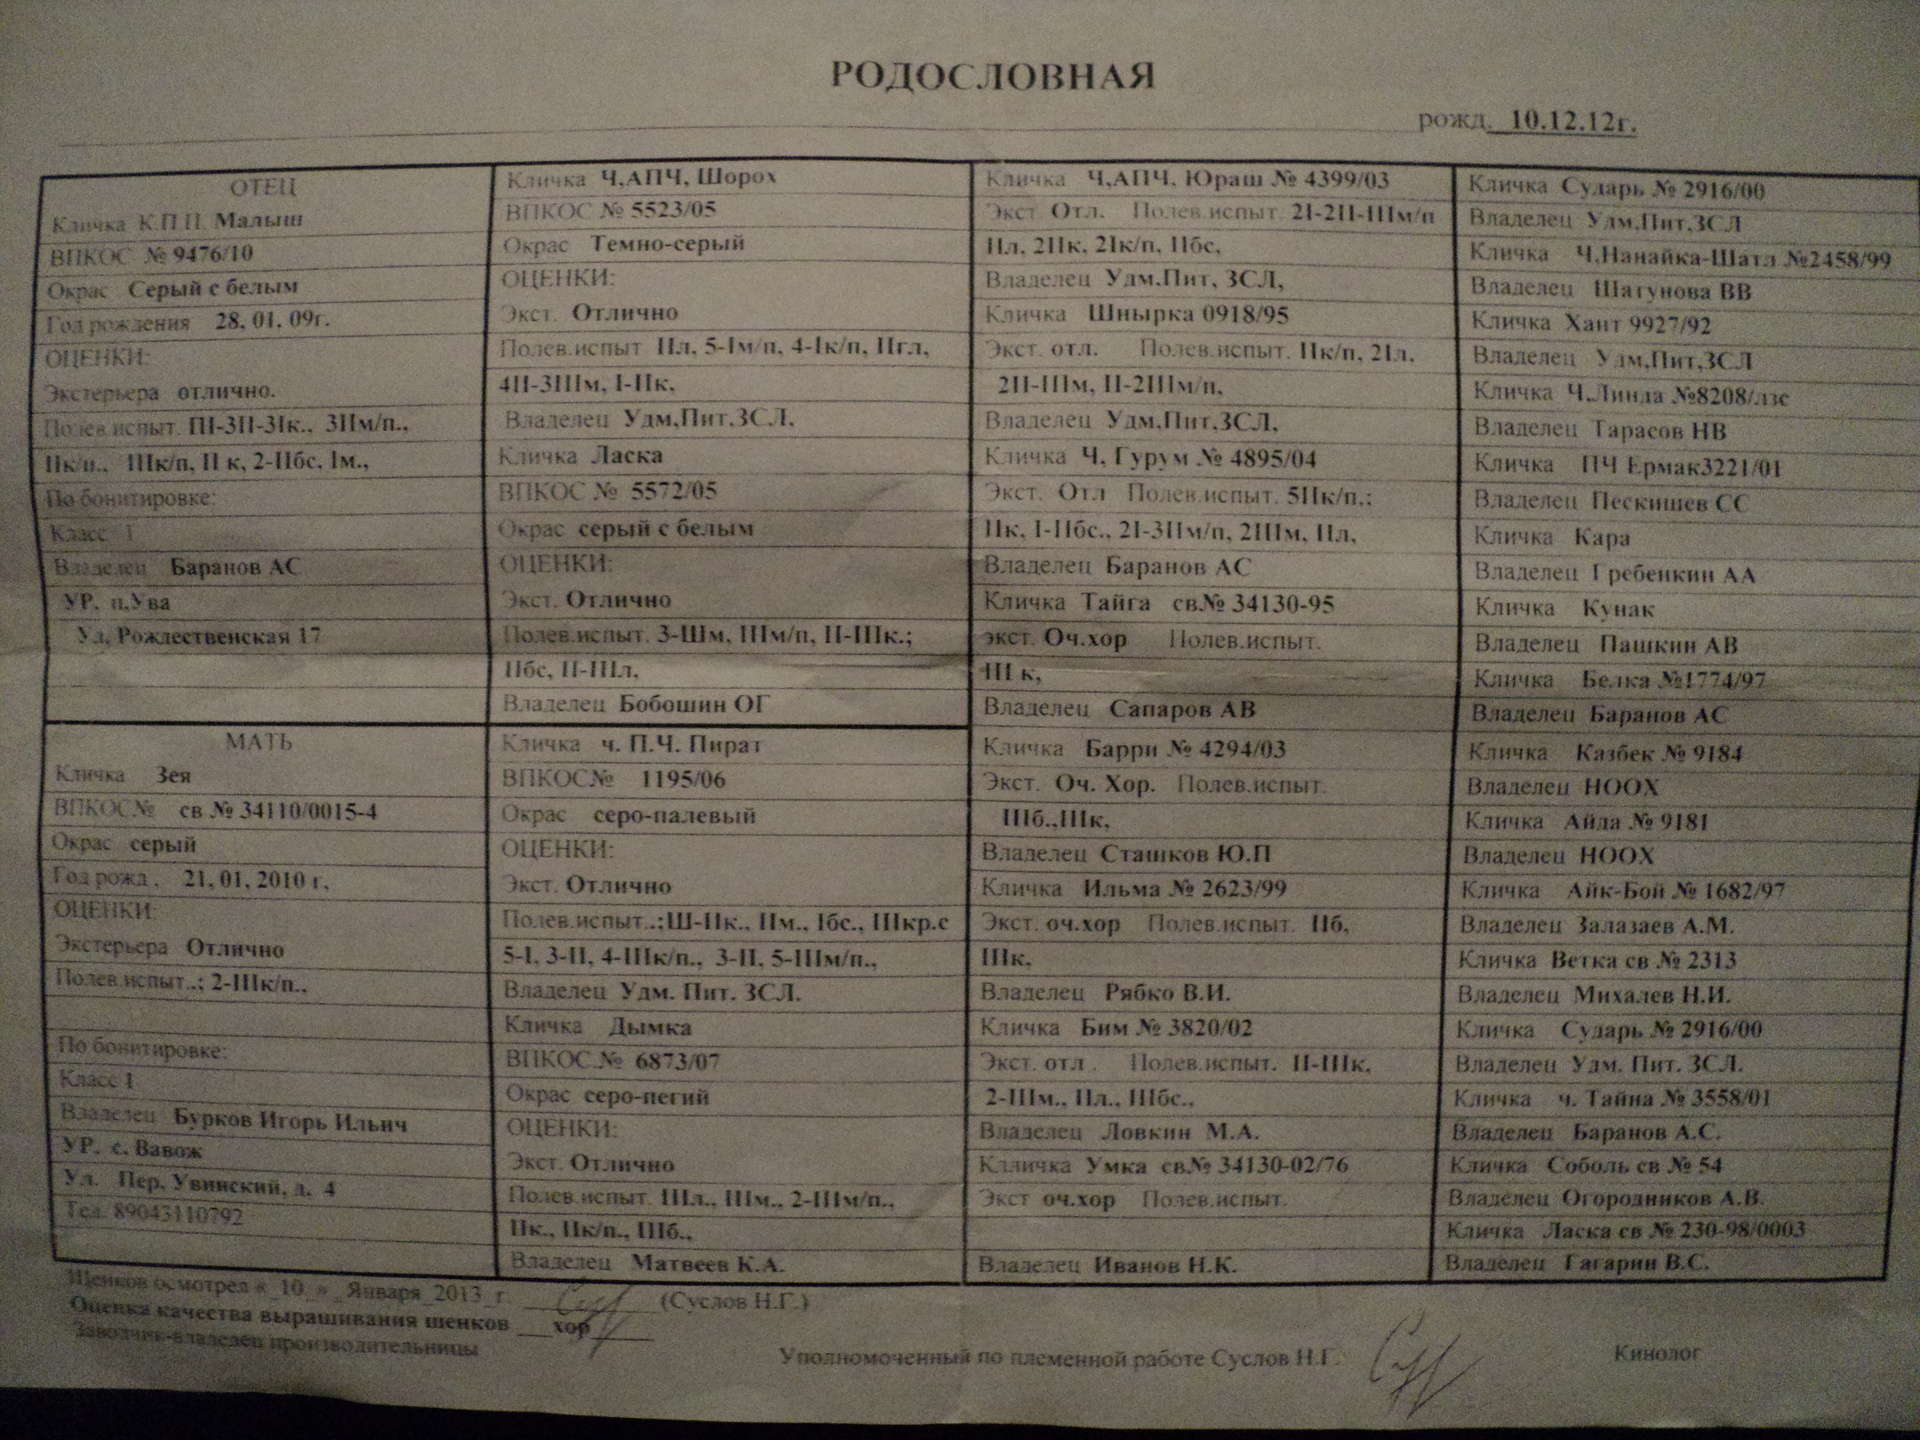 РОДОСЛОВНАЯ
рожд. 10.12.12г.
ОТЕЦ
Кличка К.П.П. Малыш
ВПКОС № 9476/10
Окрас Серый с белым
Год рождения 28. 01. 09г.
ОЦЕНКИ:
Экстерьера отлично.
Полев.испыт. III-3II-3Iк., 3IIм/п.,
IIк/п., IIIк/п, II к, 2-IIбс. Iм.,
По бонитировке:
Класс I
Владелец Баранов АС
УР. п.Ува
Ул. Рождественская 17
Кличка Ч,АПЧ, Шорох
ВПКОС № 5523/05
Окрас Темно-серый
ОЦЕНКИ:
Экст. Отлично
Полев.испыт IIл, 5-Iм/п, 4-Iк/п, IIгл,
4II-3IIIм, I-IIк,
Владелец Удм,Пит,ЗСЛ,
Кличка Ласка
ВПКОС № 5572/05
Окрас серый с белым
ОЦЕНКИ:
Экст. Отлично
Полев.испыт. 3-IIIм, IIIм/п, II-IIIк.;
IIбс, II-IIIл,
Владелец Бобошин ОГ
Кличка Ч,АПЧ, Юраш № 4399/03
Экст. Отл. Полев.испыт. 2I-2II-IIIм/п
IIл, 2IIк, 2Iк/п, IIбс,
Владелец Удм,Пит, ЗСЛ,
Кличка Шнырка 0918/95
Экст. отл. Полев.испыт. IIк/п, 2Iл,
2II-IIIм, II-2IIIм/п,
Владелец Удм,Пит,ЗСЛ,
Кличка Ч, Гурум № 4895/04
Экст. Отл Полев.испыт. 5IIк/п.;
IIк, I-IIбс., 2I-3IIм/п, 2IIIм, IIл,
Владелец Баранов АС
Кличка Тайга св№ 34130-95
экст. Оч.хор Полев.испыт.
III к,
Владелец Сапаров АВ
Кличка Сударь № 2916/00
Владелец Удм,Пит,ЗСЛ
Кличка Ч,Нанайка-Шатл №2458/99
Владелец Шатунова ВВ
Кличка Хант 9927/92
Владелец Удм,Пит,ЗСЛ
Кличка Ч.Линда №8208/лзс
Владелец Тарасов НВ
Кличка ПЧ Ермак3221/01
Владелец Пескишев СС
Кличка Кара
Владелец Гребенкин АА
Кличка Кунак
Владелец Пашкин АВ
Кличка Белка №1774/97
Владелец Баранов АС
МАТЬ
Кличка Зея
ВПКОС№ св № 34110/0015-4
Окрас серый
Год рожд . 21, 01, 2010 г,
ОЦЕНКИ:
Экстерьера Отлично
Полев.испыт..; 2-IIIк/п.,
По бонитировке:
Класс I
Владелец Бурков Игорь Ильич
УР. с. Вавож
Ул. Пер. Увинский, д. 4
Тел. 89043110792
Кличка ч. П.Ч. Пират
ВПКОС№ 1195/06
Окрас серо-палевый
ОЦЕНКИ:
Экст. Отлично
Полев.испыт..;III-IIк., IIм., Iбс., IIIкр.с
5-I, 3-II, 4-IIIк/п., 3-II, 5-IIIм/п.,
Владелец Удм. Пит. ЗСЛ.
Кличка Дымка
ВПКОС.№ 6873/07
Окрас серо-пегий
ОЦЕНКИ:
Экст. Отлично
Полев.испыт. IIIл., IIIм., 2-IIIм/п.,
IIк., IIк/п., IIIб.,
Владелец Матвеев К.А.
Кличка Барри № 4294/03
Экст. Оч. Хор. Полев.испыт.
IIIб.,IIIк,
Владелец Сташков Ю.П
Кличка Ильма № 2623/99
Экст. оч.хор Полев.испыт. IIб,
IIIк,
Владелец Рябко В.И.
Кличка Бим № 3820/02
Экст. отл . Полев.испыт. II-IIIк,
2-IIIм., IIл., IIIбс.,
Владелец Ловкин М.А.
Калличка Умка св№ 34130-02/76
Экст оч.хор Полев.испыт.
Владелец Иванов Н.К.
Кличка Казбек № 9184
Владелец НООХ
Кличка Айда № 9181
Владелец НООХ
Кличка Айк-Бой № 1682/97
Владелец Залазаев А.М.
Кличка Ветка св № 2313
Владелец Михалев Н.И.
Кличка Сударь № 2916/00
Владелец Удм. Пит. ЗСЛ.
Кличка ч. Тайна № 3558/01
Владелец Баранов А.С.
Кличка Соболь св № 54
Владелец Огородников А.В.
Кличка Ласка св № 230-98/0003
Владелец Гагарин В.С.
Щенков осмотрел « 10 » Января 2013 г. (Суслов Н.Г.)
Оценка качества выращивания щенков хор
Заводчик-владелец производительницы
Уполномоченный по племенной работе Суслов Н.Г.
Кинолог